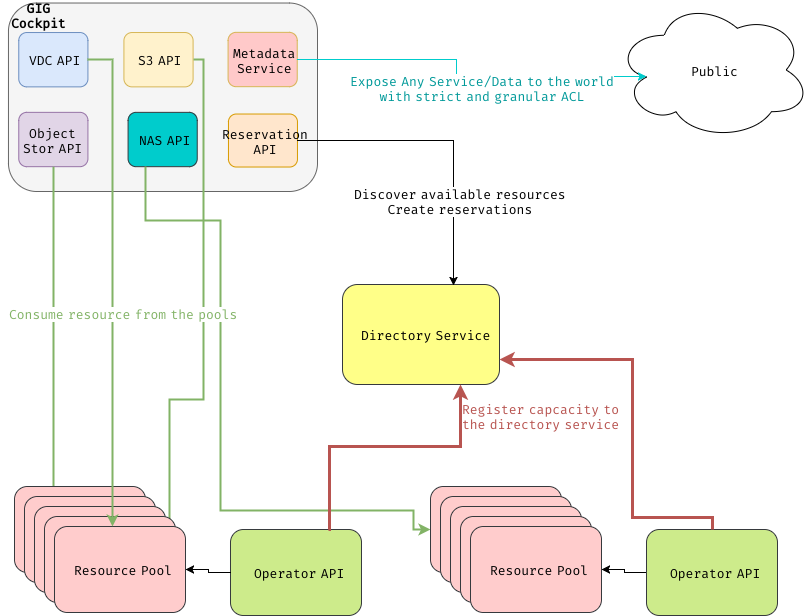 GIG
Cockpit
VDC API
S3 API
Metadata
Service
Object
Stor API
NAS API
Reservation
API
Expose Any Service/Data to the world
with strict and granular ACL
Public
Discover available resources
Create reservations
Consume resource from the pools
Directory Service
Register capcacity to
the directory service
Resource Pool
Operator API
Resource Pool
Operator API